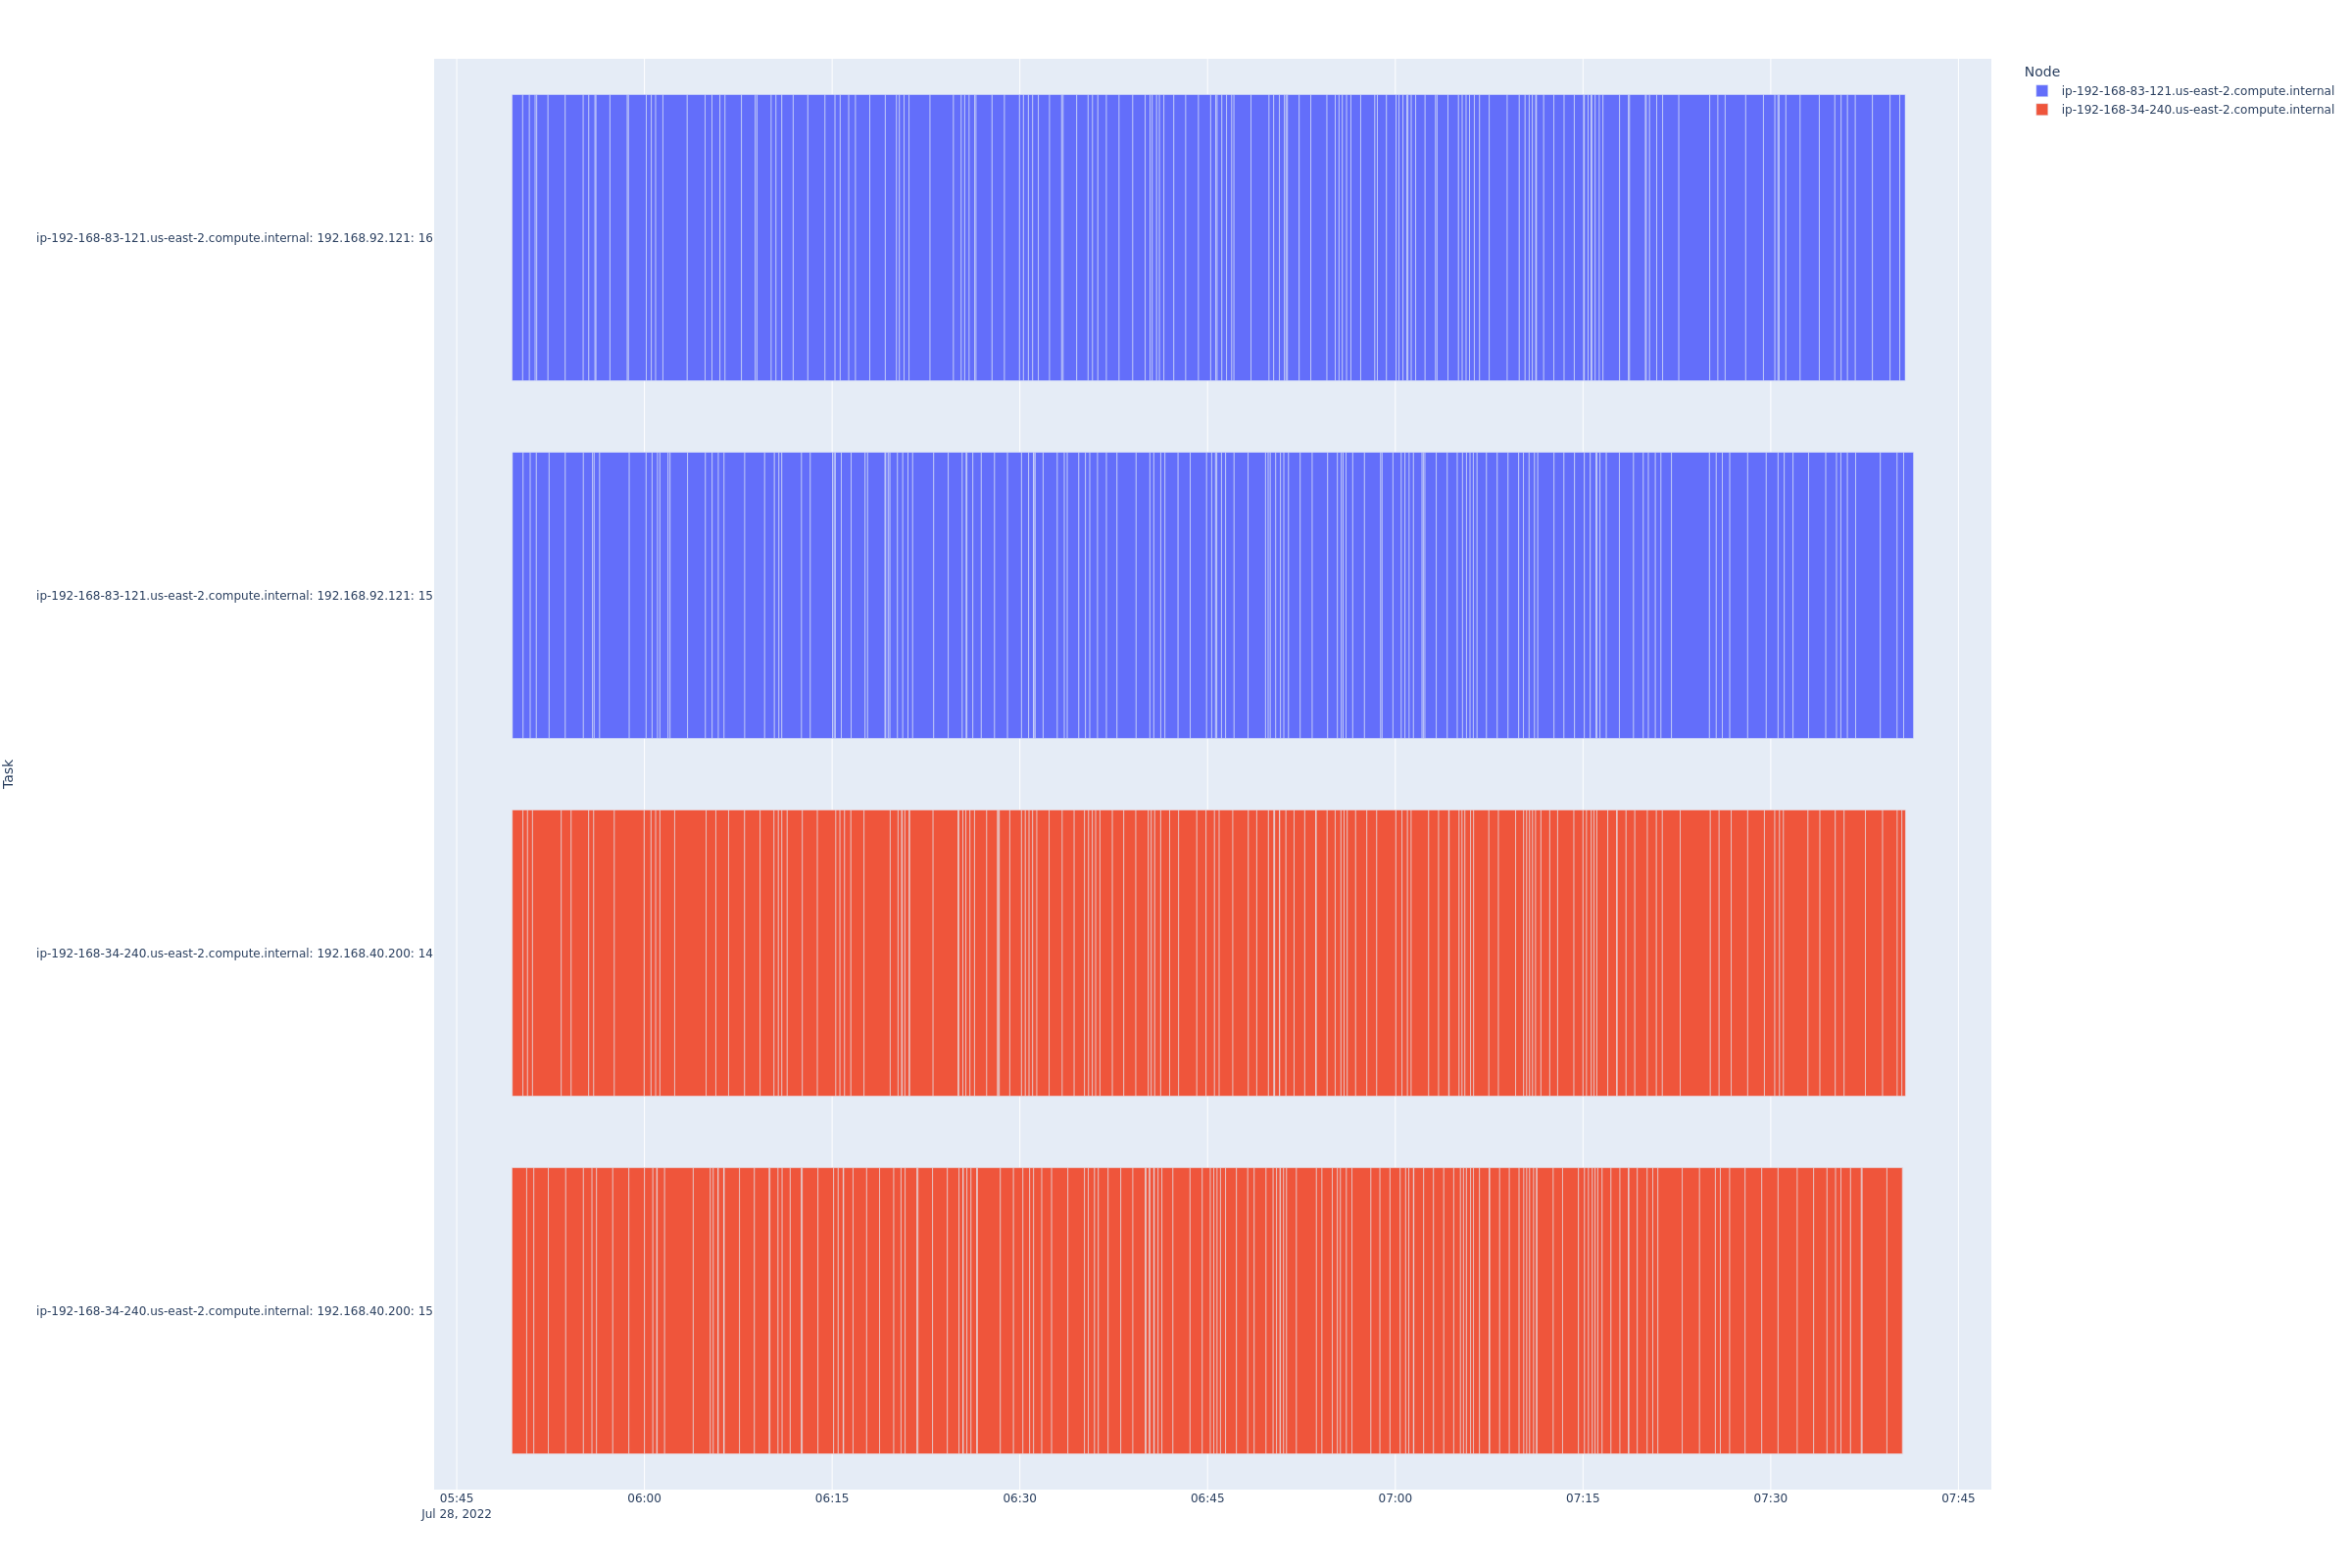 Node
ip-192-168-83-121.us-east-2.compute.internal
ip-192-168-34-240.us-east-2.compute.internal
ip-192-168-83-121.us-east-2.compute.internal: 192.168.92.121: 16
ip-192-168-83-121.us-east-2.compute.internal: 192.168.92.121: 15
Task
ip-192-168-34-240.us-east-2.compute.internal: 192.168.40.200: 14
ip-192-168-34-240.us-east-2.compute.internal: 192.168.40.200: 15
05:45 06:00 06:15 06:30 06:45 07:00 07:15 07:30 07:45
Jul 28, 2022